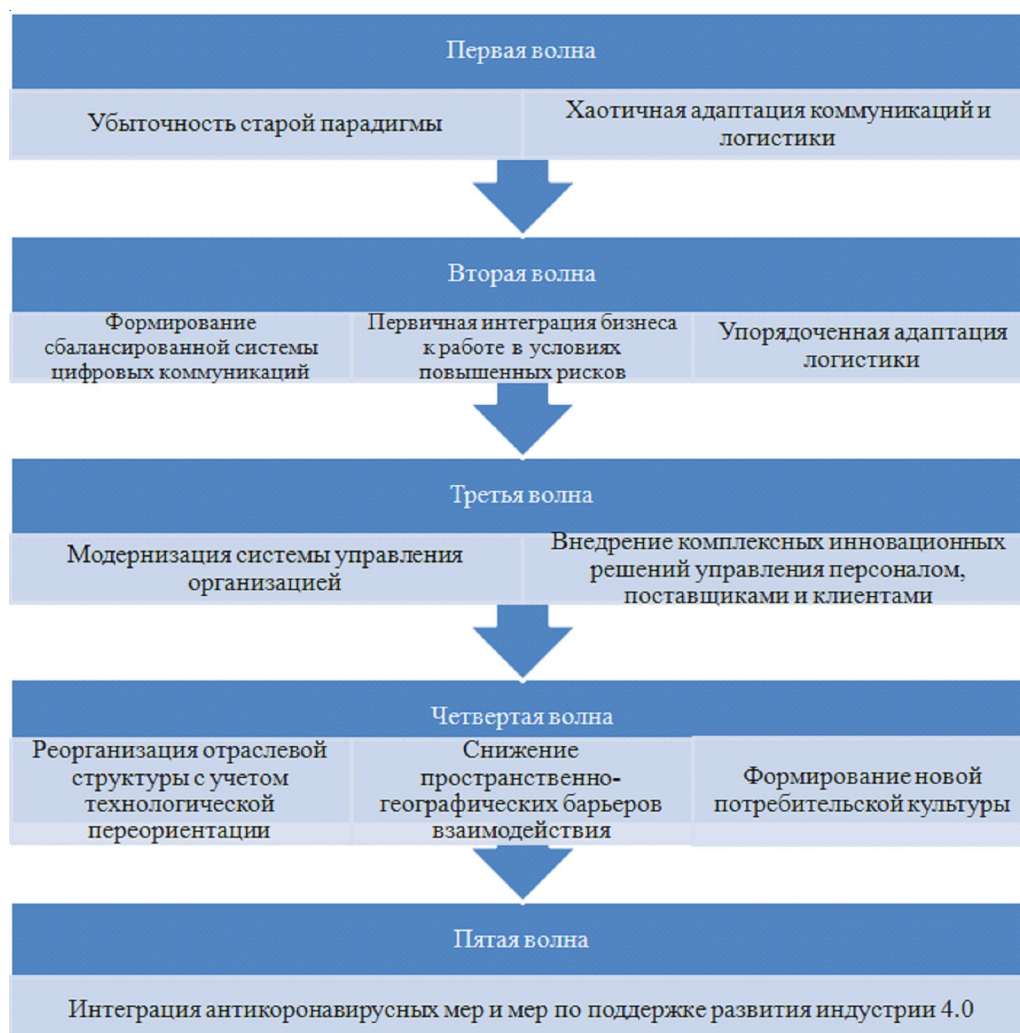 Первая волна
Убыточность старой парадигмы
Хаотичная адаптация коммуникаций и
логистики
Вторая волна
Формирование
сбалансированной системы
цифровых коммуникаций
Первичная интеграция бизнеса
к работе в условиях
повышенных рисков
Упорядоченная адаптация
логистики
Третья волна
Модернизация системы управления
организацией
Внедрение комплексных инновационных
решений управления персоналом,
поставщиками и клиентами
Четвертая волна
Реорганизация отраслевой
структуры с учетом
технологической
переориентации
Снижение
пространственно-
географических барьеров
взаимодействия
Формирование новой
потребительской культуры
Пятая волна
Интеграция антикоронавирусных мер и мер по поддержке развития индустрии 4.0